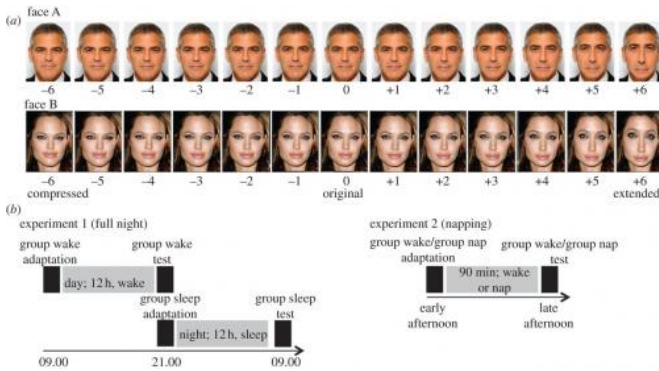 (a)
face A
–6 –5 –4 –3 –2 –1 0 +1 +2 +3 +4 +5 +6
face B
–6 –5 –4 –3 –2 –1 0 +1 +2 +3 +4 +5 +6
compressed original extended
(b)
experiment 1 (full night)
group wake adaptation
group wake test
day; 12 h, wake
group sleep adaptation
group sleep test
night; 12 h, sleep
09.00 21.00 09.00
experiment 2 (napping)
group wake/group nap adaptation
group wake/group nap test
90 min; wake
or nap
early afternoon
late afternoon